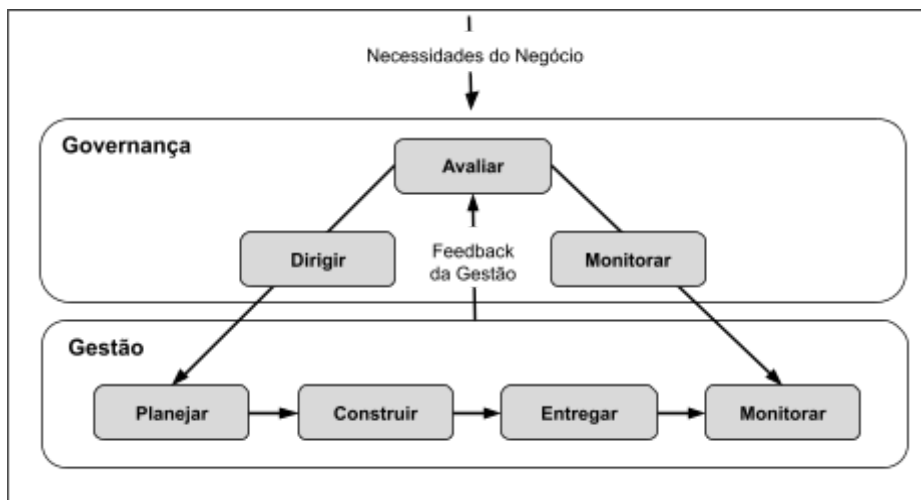 Necessidades do Negócio
Governança
Avaliar
Dirigir
Feedback
da Gestão
Monitorar
Gestão
Planejar
Construir
Entregar
Monitorar